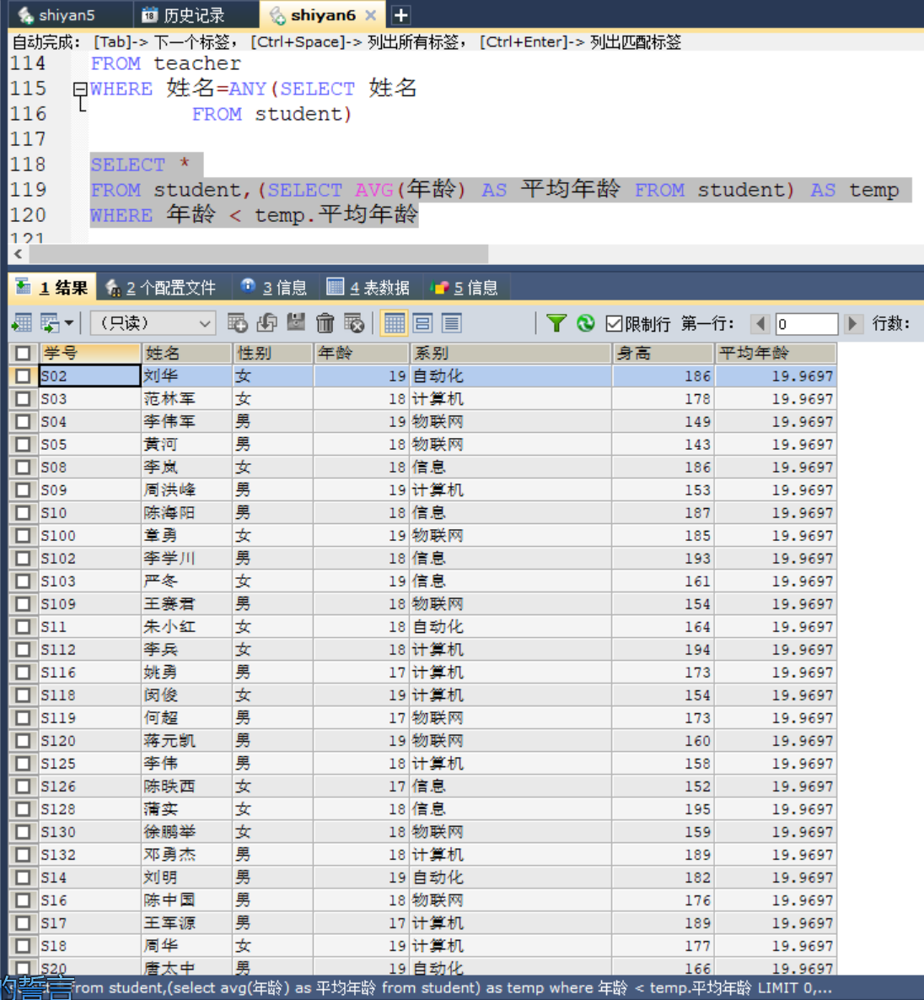 shiyan5 历史记录 shiyan6
自动完成: [Tab]-> 下一个标签, [Ctrl+Space]-> 列出所有标签, [Ctrl+Enter]-> 列出匹配标签
114 FROM teacher
115 WHERE 姓名=ANY(SELECT 姓名
116 FROM student)
117
118 SELECT *
119 FROM student,(SELECT AVG(年龄) AS 平均年龄 FROM student) AS temp
120 WHERE 年龄 < temp.平均年龄
121
1 结果 2 个配置文件 3 信息 4 表数据 5 信息
(只读) 限制行 第一行: 0 行数:
学号 姓名 性别 年龄 系别 身高 平均年龄
S02 刘华 女 19 自动化 186 19.9697
S03 范林军 女 18 计算机 178 19.9697
S04 李伟军 男 19 物联网 149 19.9697
S05 黄河 男 18 物联网 143 19.9697
S08 李岚 女 18 信息 186 19.9697
S09 周洪峰 男 19 计算机 153 19.9697
S10 陈海阳 男 18 信息 187 19.9697
S100 章勇 女 19 物联网 185 19.9697
S102 李学川 男 18 信息 193 19.9697
S103 严冬 女 19 信息 161 19.9697
S109 王赛君 男 18 物联网 154 19.9697
S11 朱小红 女 18 自动化 164 19.9697
S112 李兵 女 18 计算机 194 19.9697
S116 姚勇 男 17 计算机 173 19.9697
S118 闵俊 女 19 计算机 154 19.9697
S119 何超 男 17 物联网 173 19.9697
S120 蒋元凯 男 19 物联网 160 19.9697
S125 李伟 男 18 计算机 158 19.9697
S126 陈昳西 女 17 信息 152 19.9697
S128 蒲实 女 18 信息 195 19.9697
S130 徐鹏举 女 18 物联网 159 19.9697
S132 邓勇杰 男 18 计算机 189 19.9697
S14 刘明 男 19 自动化 182 19.9697
S16 陈中国 男 18 物联网 176 19.9697
S17 王军源 男 17 计算机 189 19.9697
S18 周华 女 19 计算机 177 19.9697
S20 唐太中 男 19 自动化 166 19.9697
的誓言 from student,(select avg(年龄) as 平均年龄 from student) as temp where 年龄 < temp.平均年龄 LIMIT 0,...